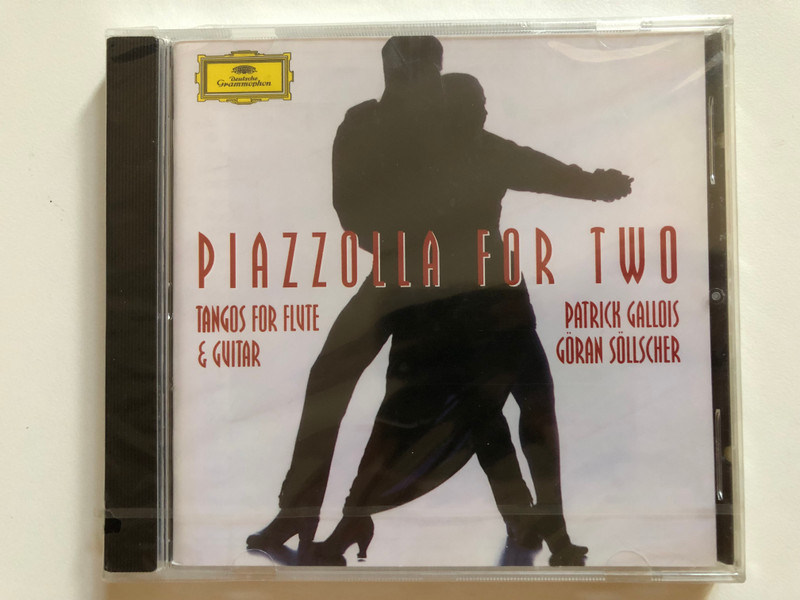 Deutsche
Grammophon
PIAZZOLLA FOR TWO
TANGOS FOR FLUTE
& GUITAR
PATRICK GALLOIS
GÖRAN SÖLLSCHER